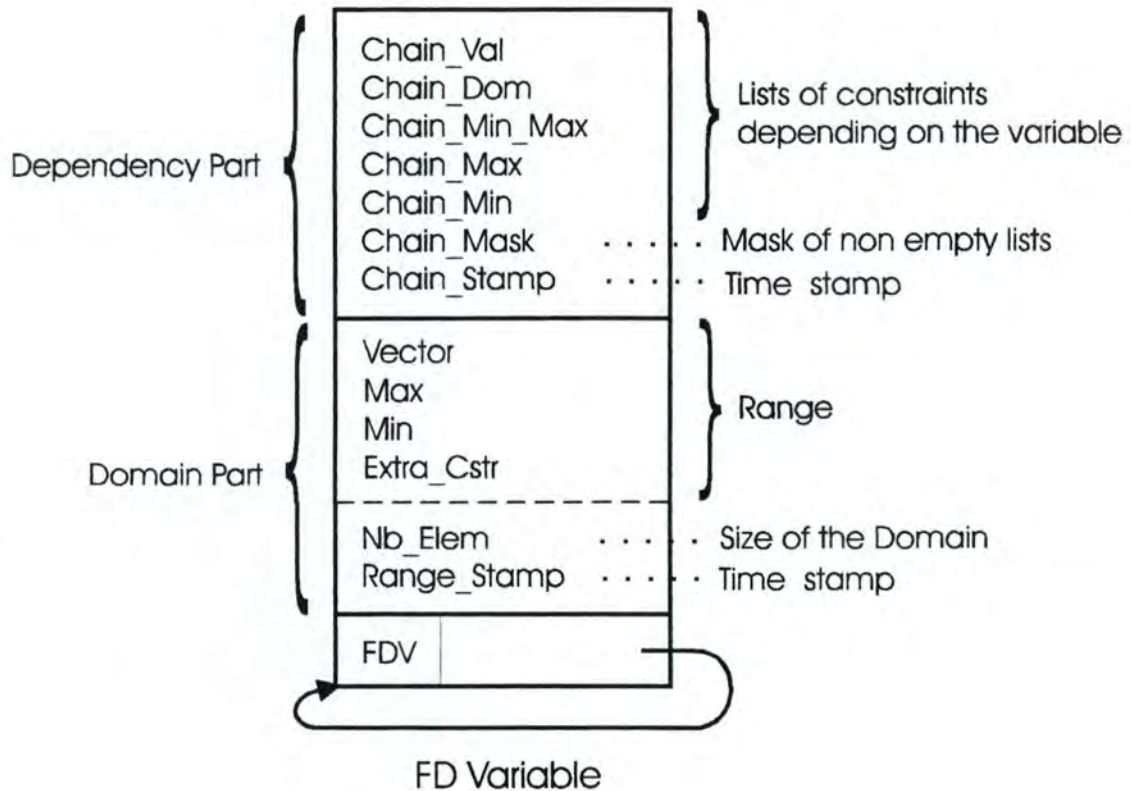 Chain_Val
Chain_Dom
Chain_Min_Max
Chain_Max
Chain_Min
Chain_Mask
Chain_Stamp
Dependency Part
Lists of constraints
depending on the variable
Mask of non empty lists
Time stamp
Vector
Max
Min
Extra_Cstr
Domain Part
Range
Nb_Elem
Range_Stamp
Size of the Domain
Time stamp
FDV
FD Variable